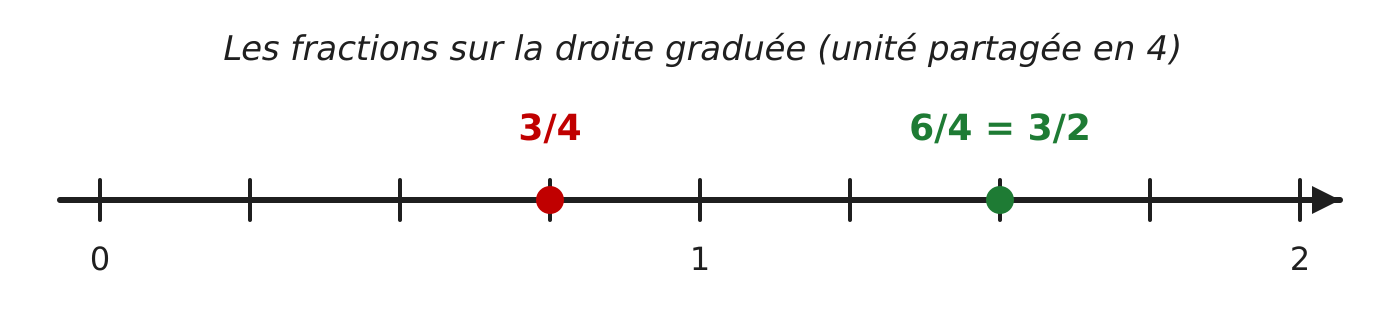 Les fractions sur la droite graduée (unité partagée en 4)
3/4 6/4 = 3/2
0 1 2